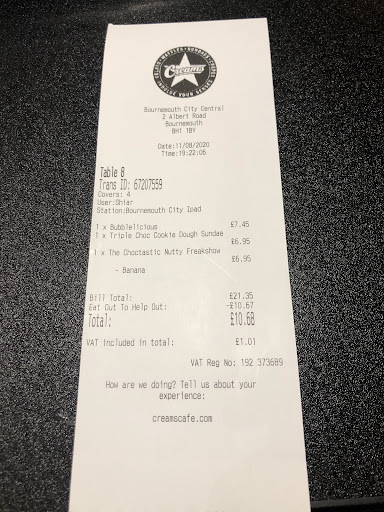 Creams
Bournemouth City Central
2 Albert Road
Bournemouth
BH1 1BY
Date:11/08/2020
Time:19:22:06
Table 8
Trans ID: 67207559
Covers: 4
User:Shiar
Station:Bournemouth City Ipad
1 x Bubblelicious £7.45
1 x Triple Choc Cookie Dough Sundae
£6.95
1 x The Choctastic Nutty Freakshow
£6.95
- Banana
Bill Total: £21.35
Eat Out To Help Out: -£10.67
Total: £10.68
VAT included in total: £1.01
VAT Reg No: 192 373689
How are we doing? Tell us about your
experience:
creamscafe.com